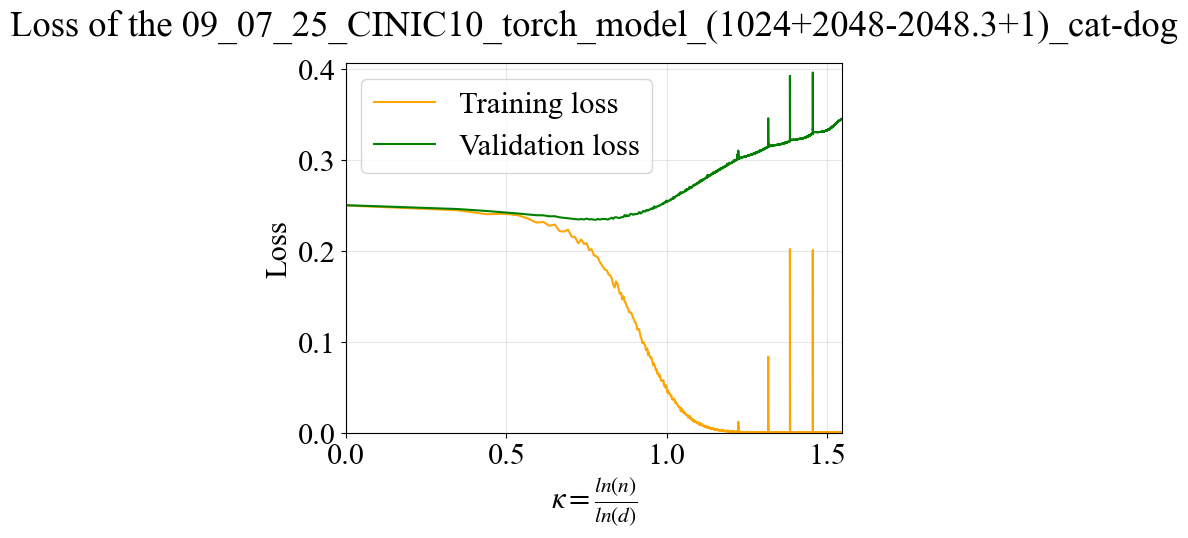 Loss of the 09_07_25_CINIC10_torch_model_(1024+2048-2048.3+1)_cat-dog
Training loss
Validation loss
Loss
0.4
0.3
0.2
0.1
0.0
0.0 0.5 1.0 1.5
κ = ln(n)/ln(d)